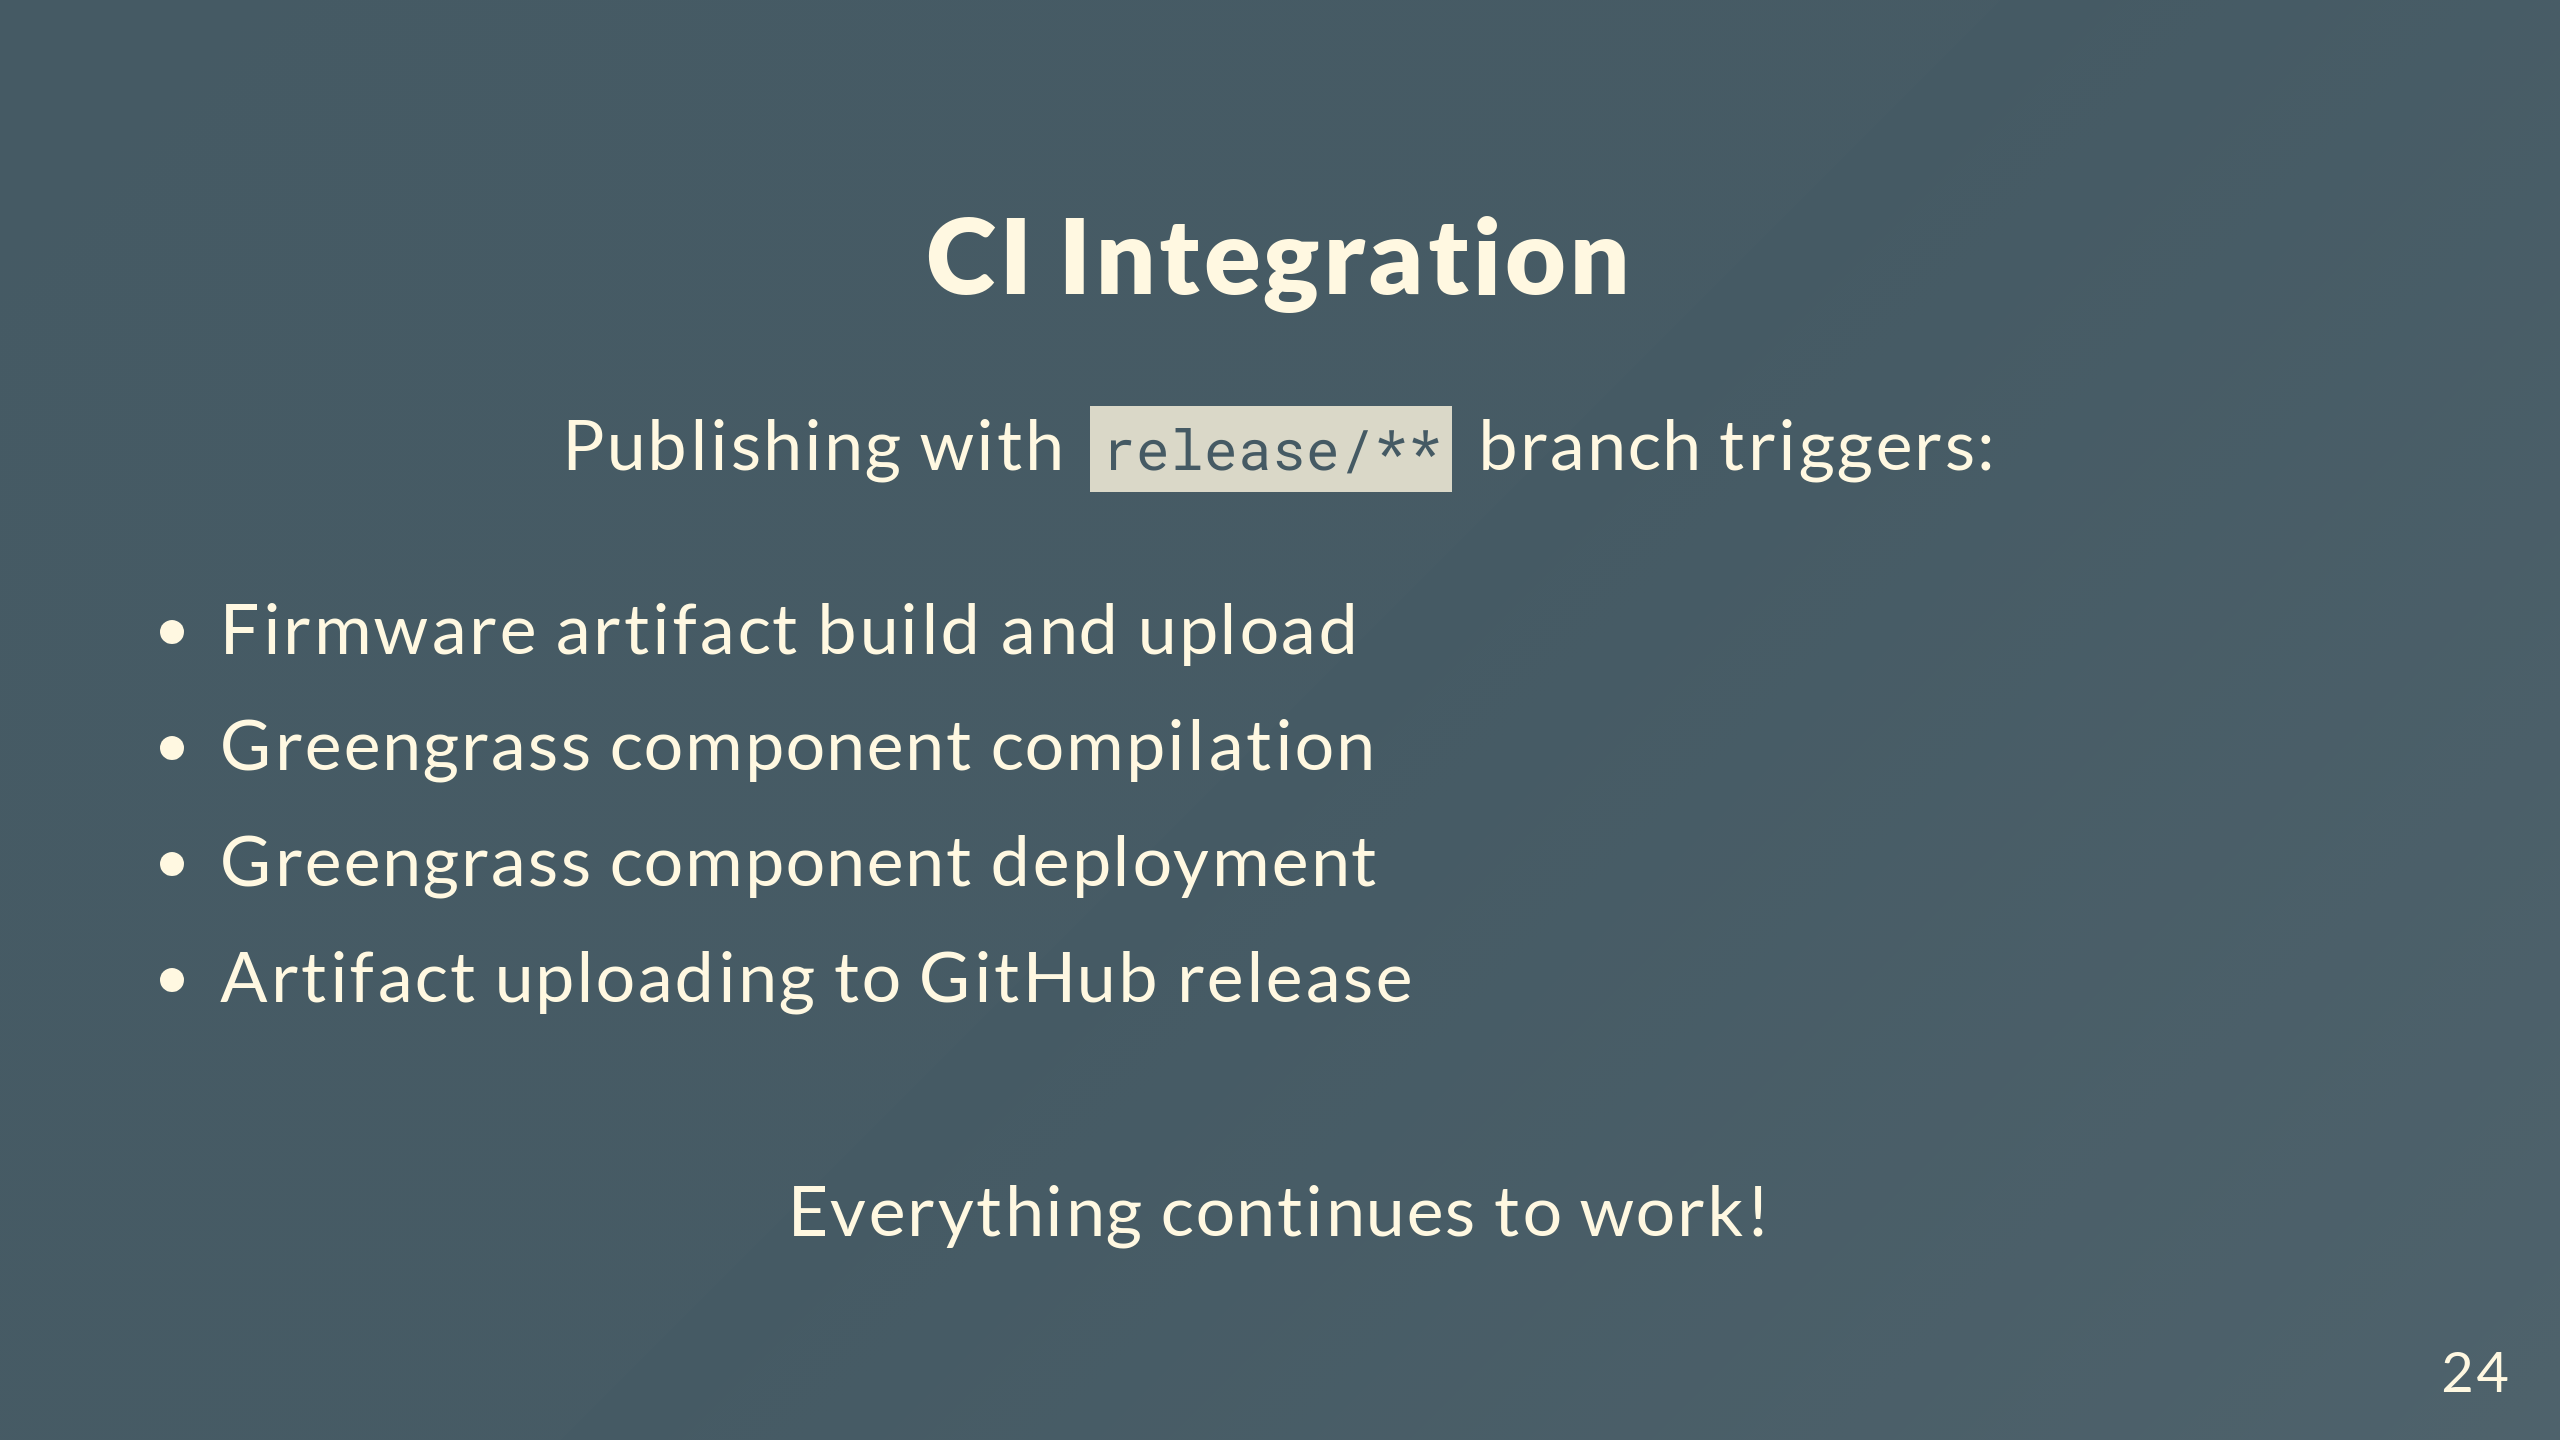 CI Integration
Publishing with release/** branch triggers:
• Firmware artifact build and upload
• Greengrass component compilation
• Greengrass component deployment
• Artifact uploading to GitHub release
Everything continues to work!
24